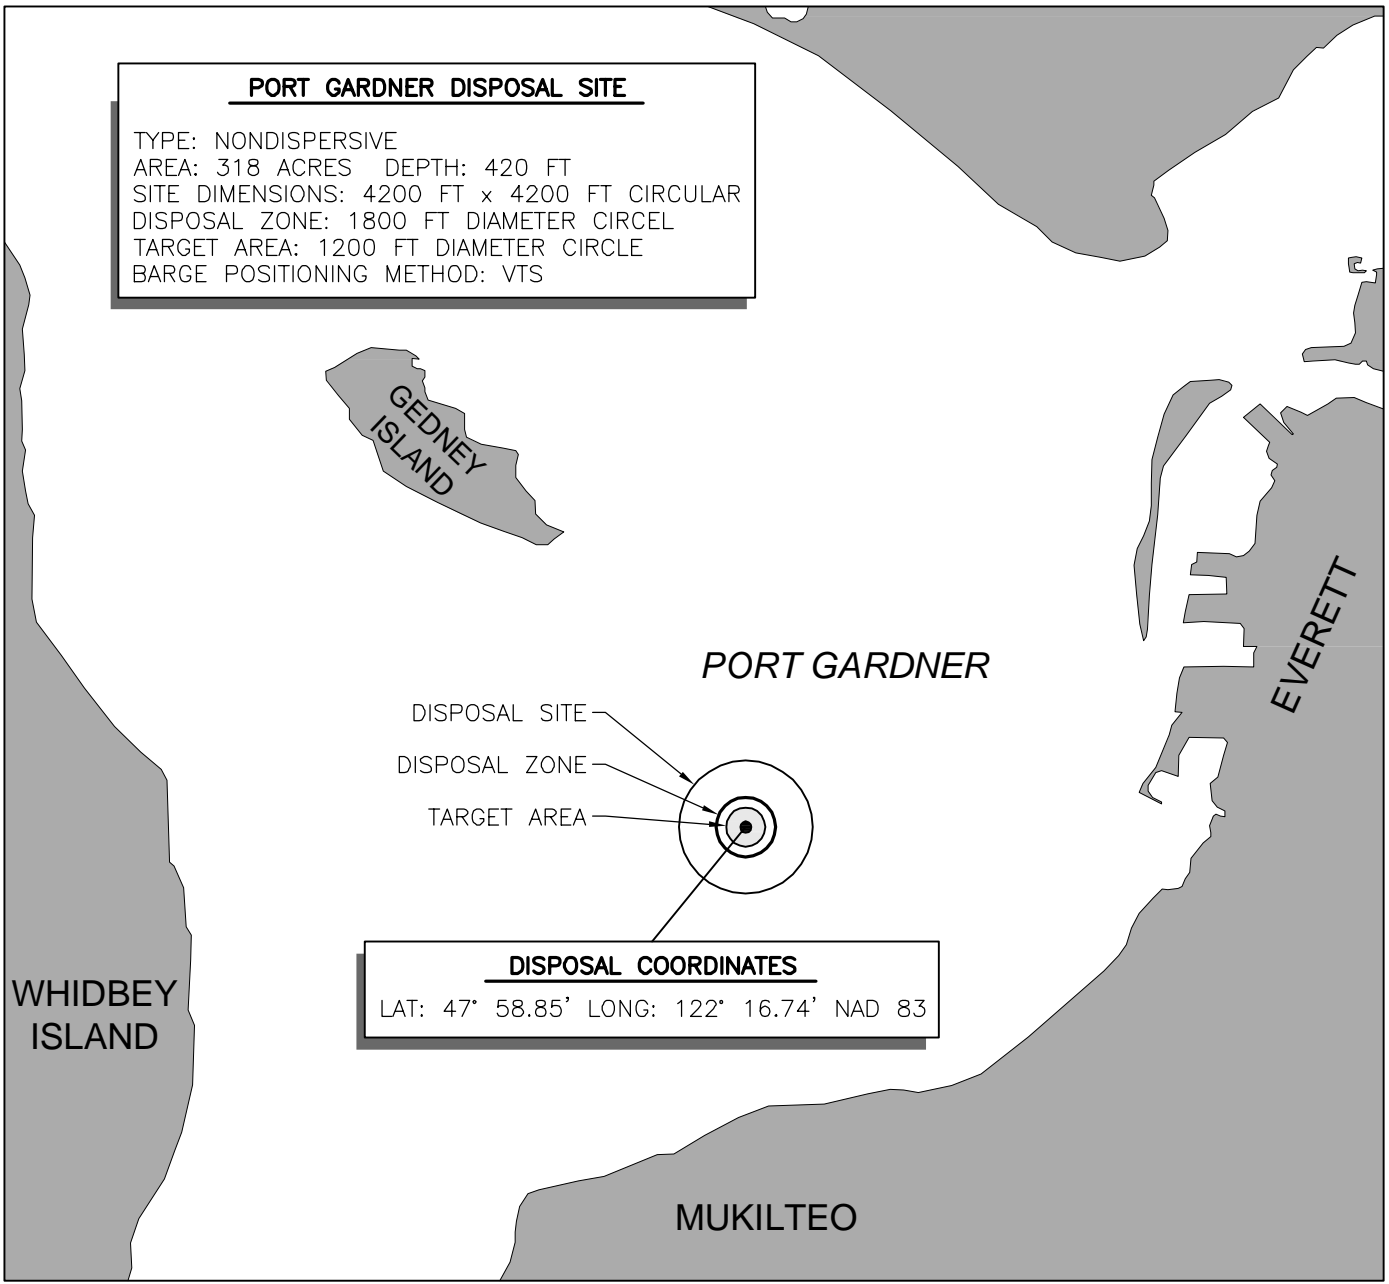 PORT GARDNER DISPOSAL SITE
TYPE: NONDISPERSIVE
AREA: 318 ACRES DEPTH: 420 FT
SITE DIMENSIONS: 4200 FT x 4200 FT CIRCULAR
DISPOSAL ZONE: 1800 FT DIAMETER CIRCEL
TARGET AREA: 1200 FT DIAMETER CIRCLE
BARGE POSITIONING METHOD: VTS
GEDNEY
ISLAND
EVERETT
PORT GARDNER
DISPOSAL SITE
DISPOSAL ZONE
TARGET AREA
DISPOSAL COORDINATES
LAT: 47° 58.85' LONG: 122° 16.74' NAD 83
WHIDBEY
ISLAND
MUKILTEO